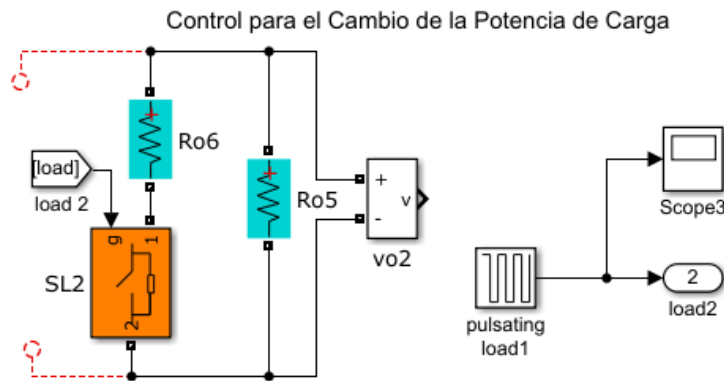 Control para el Cambio de la Potencia de Carga
Ro6
[load]
load 2
Ro5
+
-
v
vo2
g
1
2
SL2
Scope3
2
load2
pulsating
load1